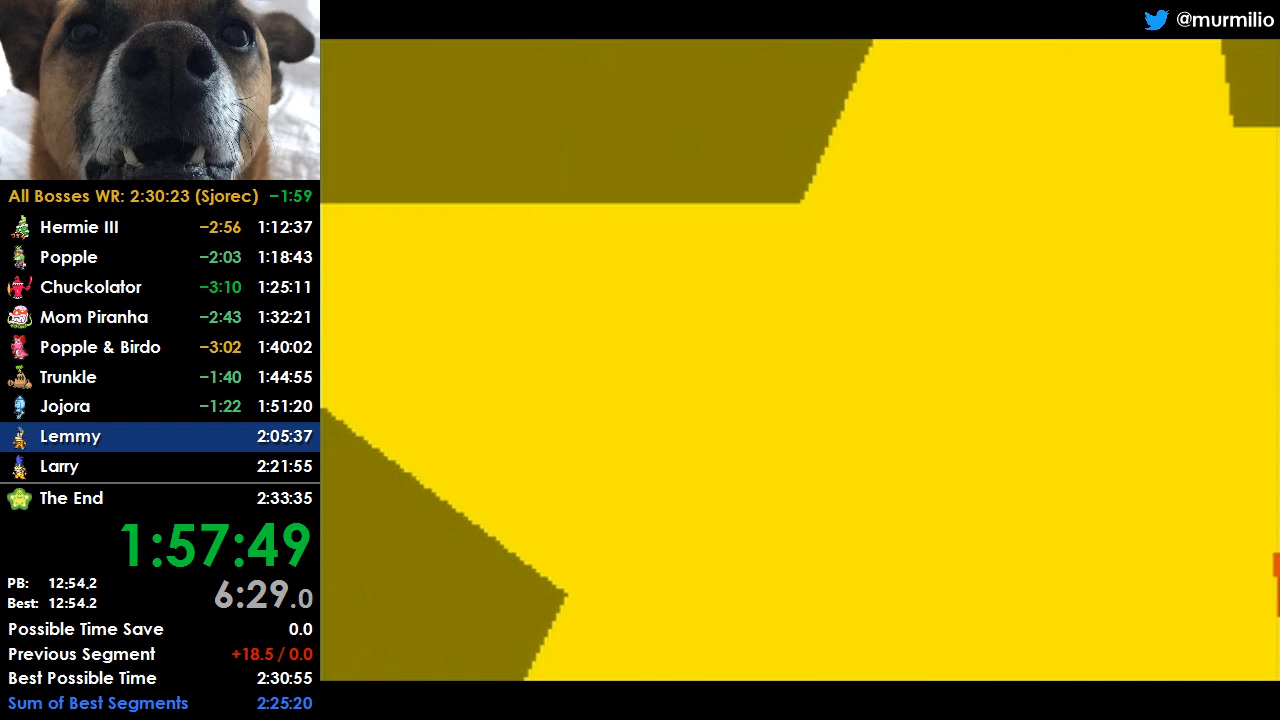 @murmilio
All Bosses WR: 2:30:23 (Sjorec) −1:59
Hermie III −2:56 1:12:37
Popple −2:03 1:18:43
Chuckolator −3:10 1:25:11
Mom Piranha −2:43 1:32:21
Popple & Birdo −3:02 1:40:02
Trunkle −1:40 1:44:55
Jojora −1:22 1:51:20
Lemmy 2:05:37
Larry 2:21:55
The End 2:33:35
1:57:49
PB: 12:54.2
Best: 12:54.2
6:29.0
Possible Time Save 0.0
Previous Segment +18.5 / 0.0
Best Possible Time 2:30:55
Sum of Best Segments 2:25:20